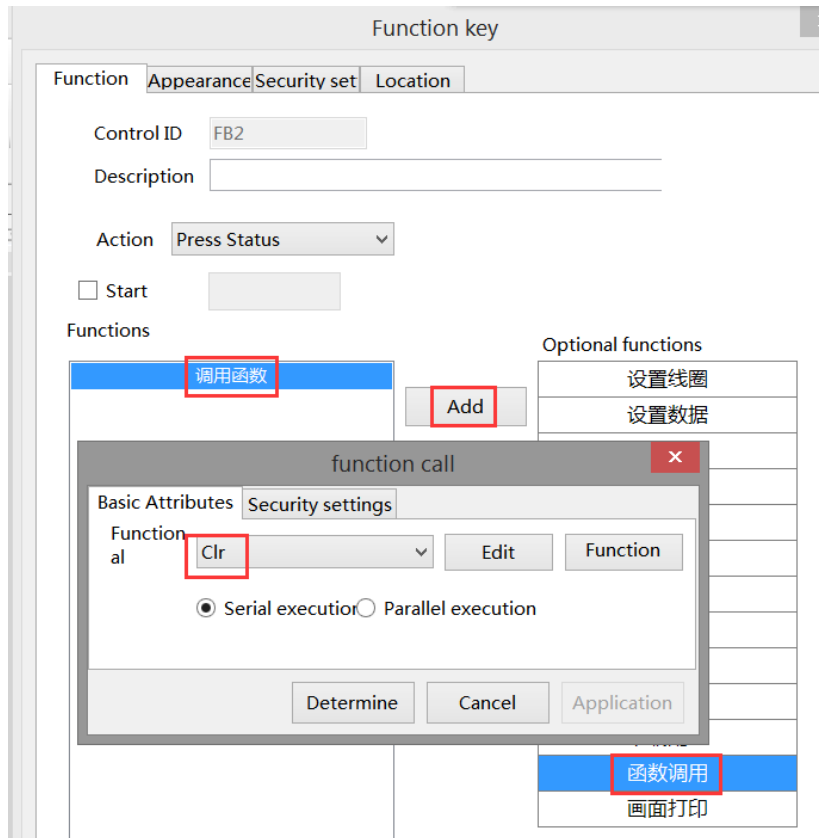 Function key
Function Appearance Security set Location
Control ID FB2
Description
Action Press Status
Start
Functions
Optional functions
调用函数
Add
设置线圈
设置数据
function call
Basic Attributes Security settings
Function
al
Clr
Edit
Function
Serial execution Parallel execution
Determine Cancel Application
函数调用
画面打印